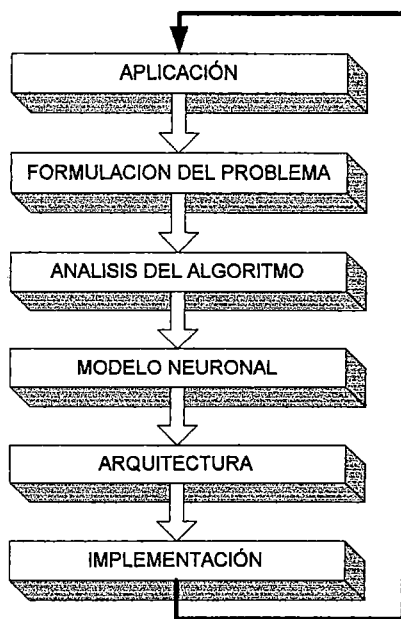 APLICACIÓN
FORMULACION DEL PROBLEMA
ANALISIS DEL ALGORITMO
MODELO NEURONAL
ARQUITECTURA
IMPLEMENTACIÓN